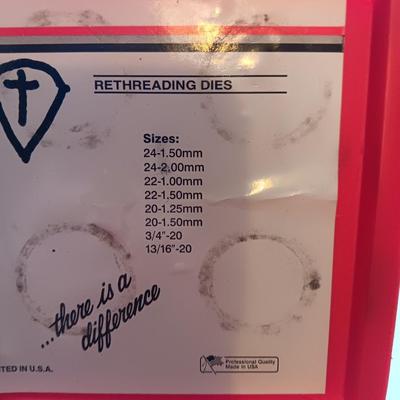 RETHREADING DIES
Sizes:
24-1.50mm
24-2.00mm
22-1.00mm
22-1.50mm
20-1.25mm
20-1.50mm
3/4"-20
13/16"-20
...there is a
difference
TED IN U.S.A.
Professional Quality
Made in USA